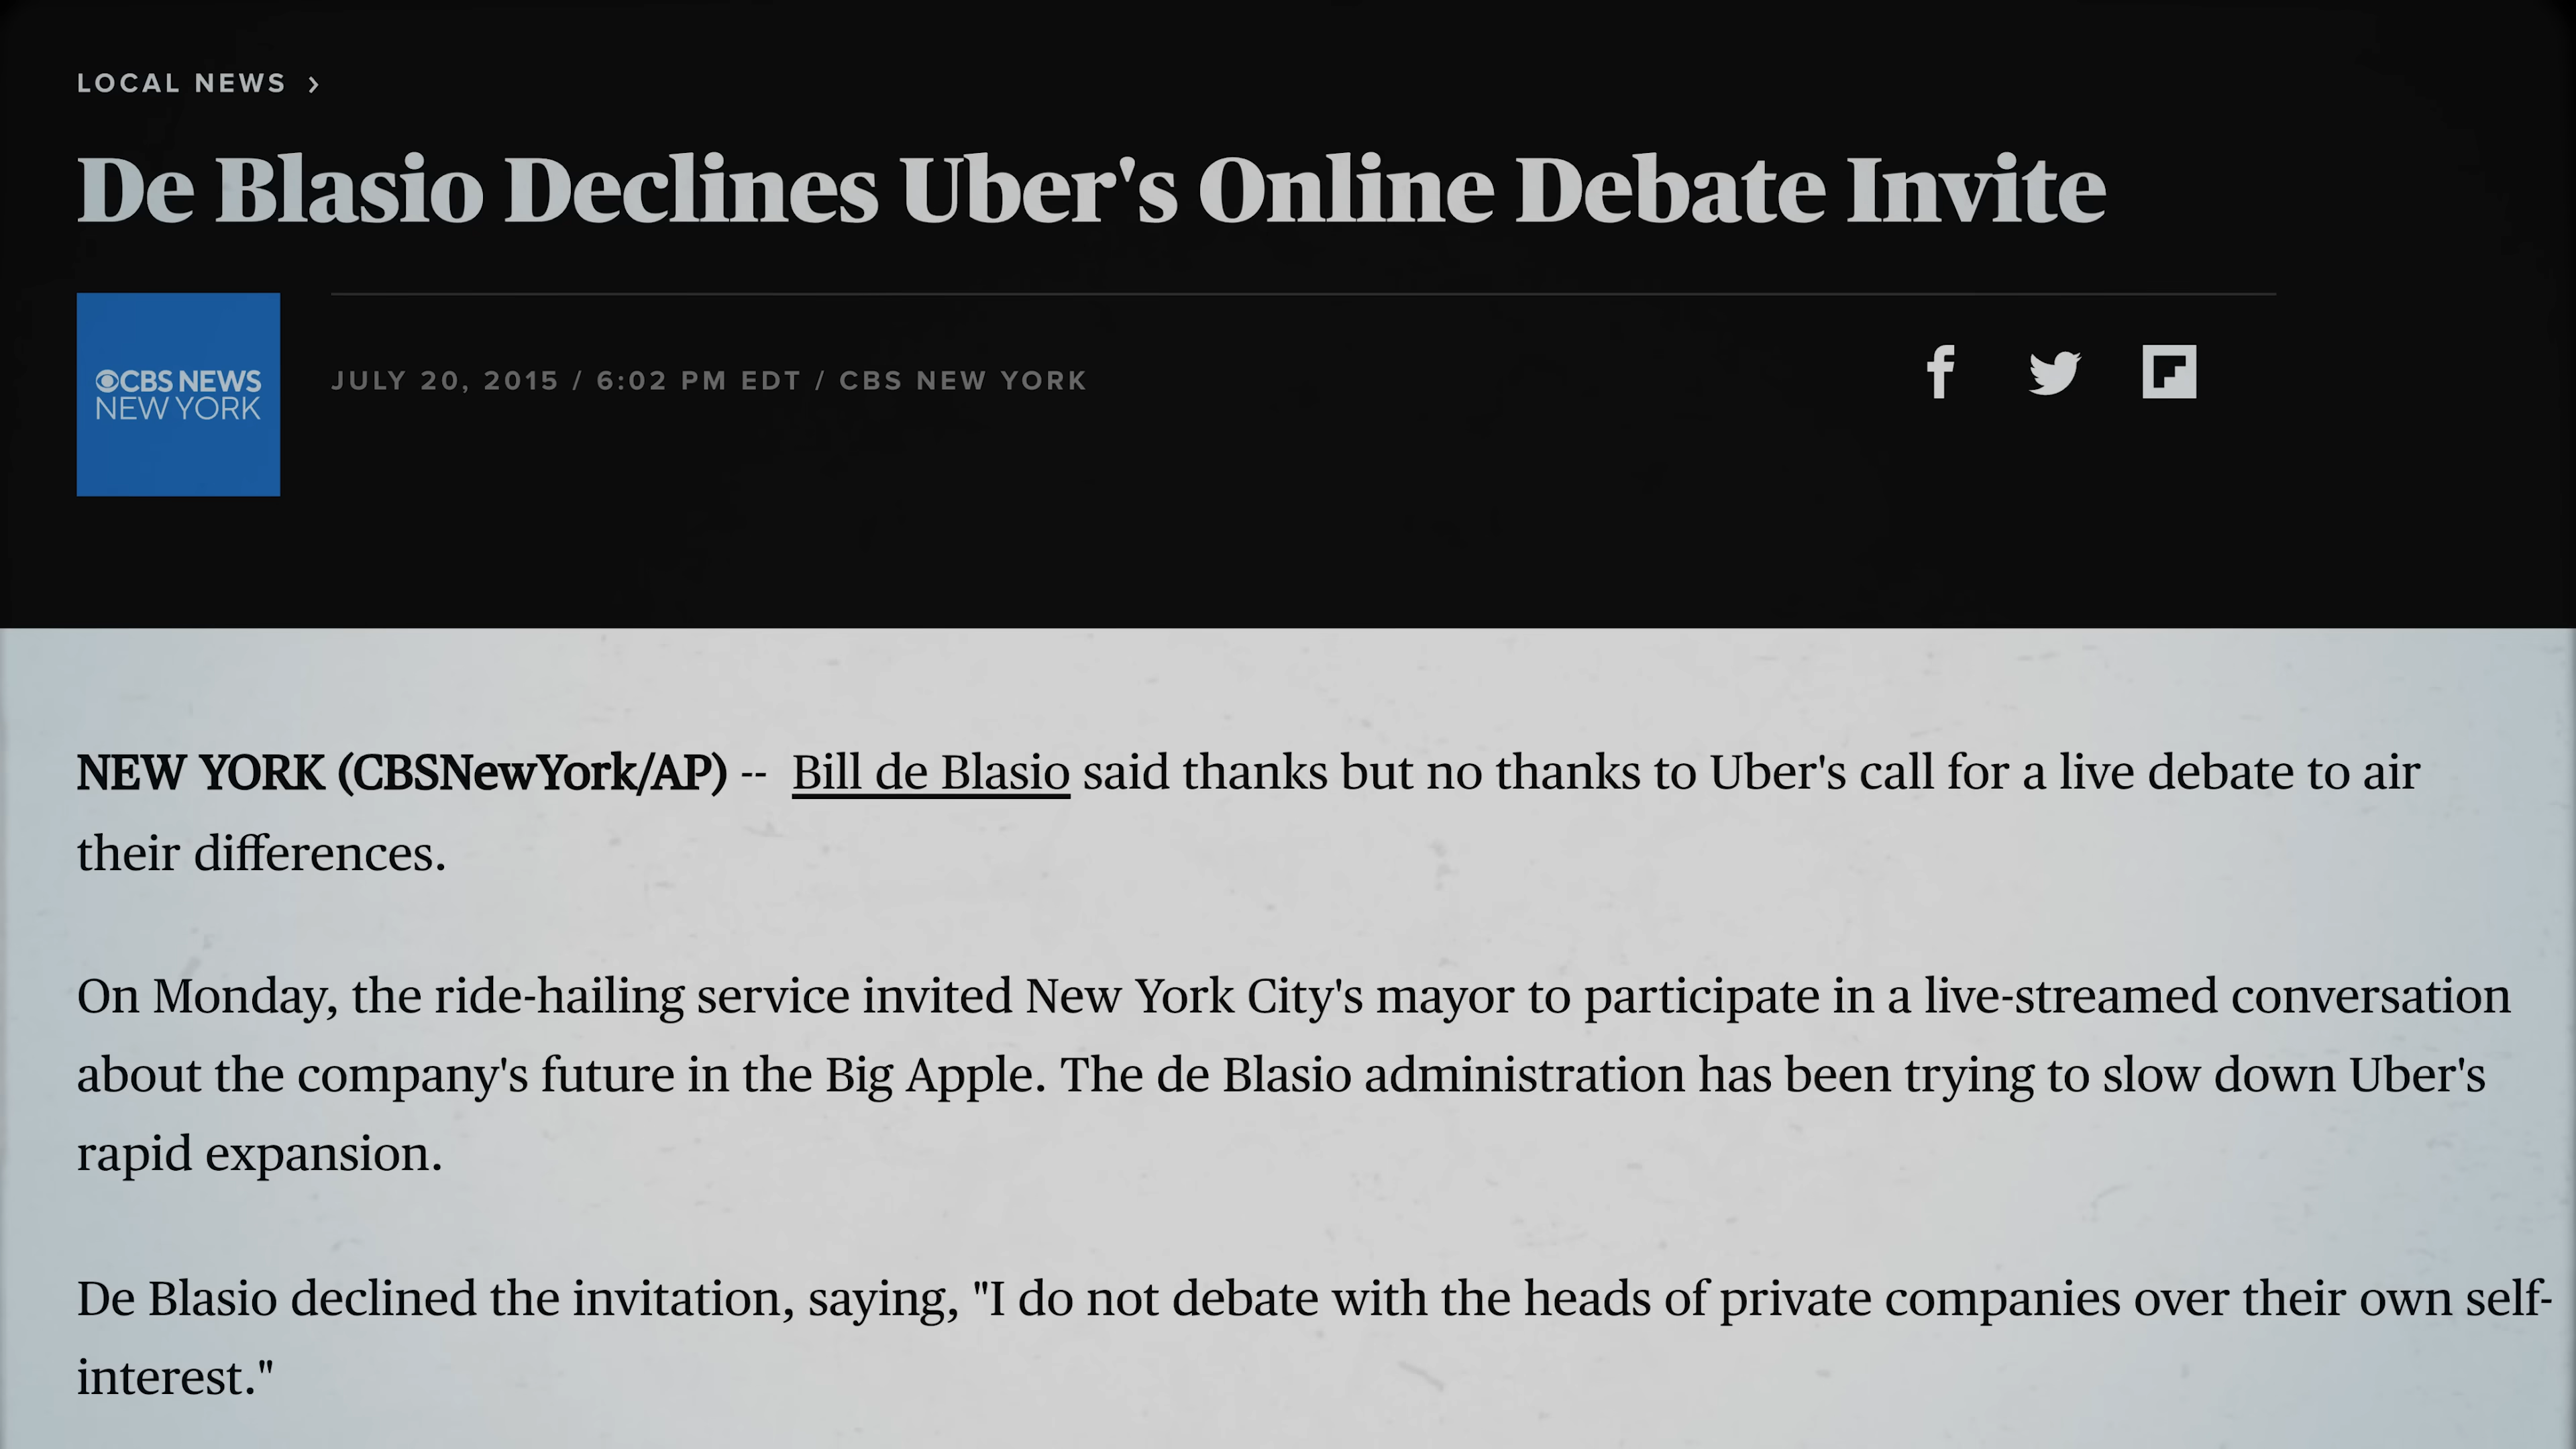 LOCAL NEWS >
De Blasio Declines Uber's Online Debate Invite
CBS NEWS
NEW YORK
JULY 20, 2015 / 6:02 PM EDT / CBS NEW YORK
NEW YORK (CBSNewYork/AP) -- Bill de Blasio said thanks but no thanks to Uber's call for a live debate to air
their differences.
On Monday, the ride-hailing service invited New York City's mayor to participate in a live-streamed conversation
about the company's future in the Big Apple. The de Blasio administration has been trying to slow down Uber's
rapid expansion.
De Blasio declined the invitation, saying, "I do not debate with the heads of private companies over their own self-
interest."